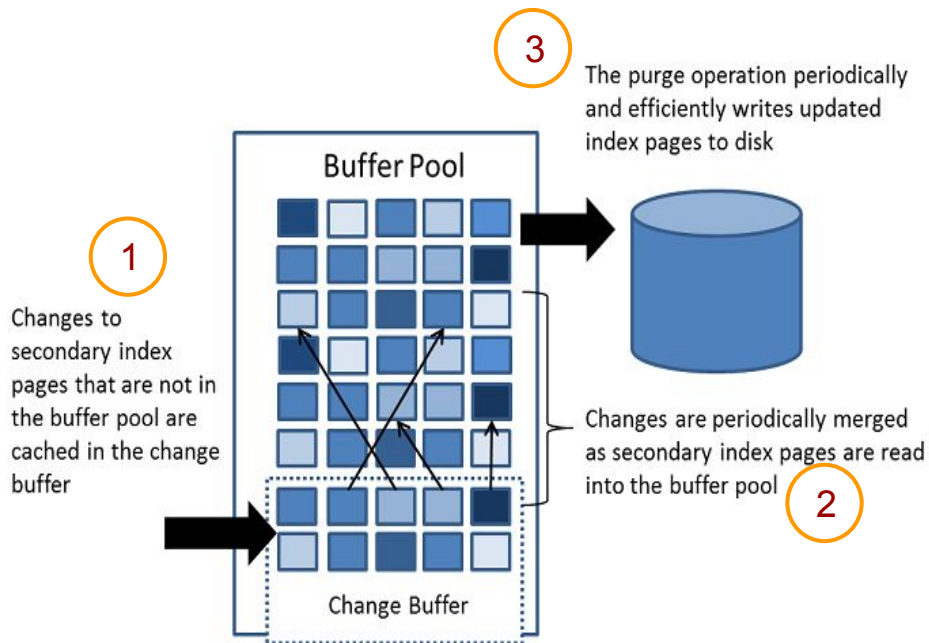 3
The purge operation periodically
and efficiently writes updated
index pages to disk
Buffer Pool
1
Changes to
secondary index
pages that are not in
the buffer pool are
cached in the change
buffer
Changes are periodically merged
as secondary index pages are read
into the buffer pool
2
Change Buffer